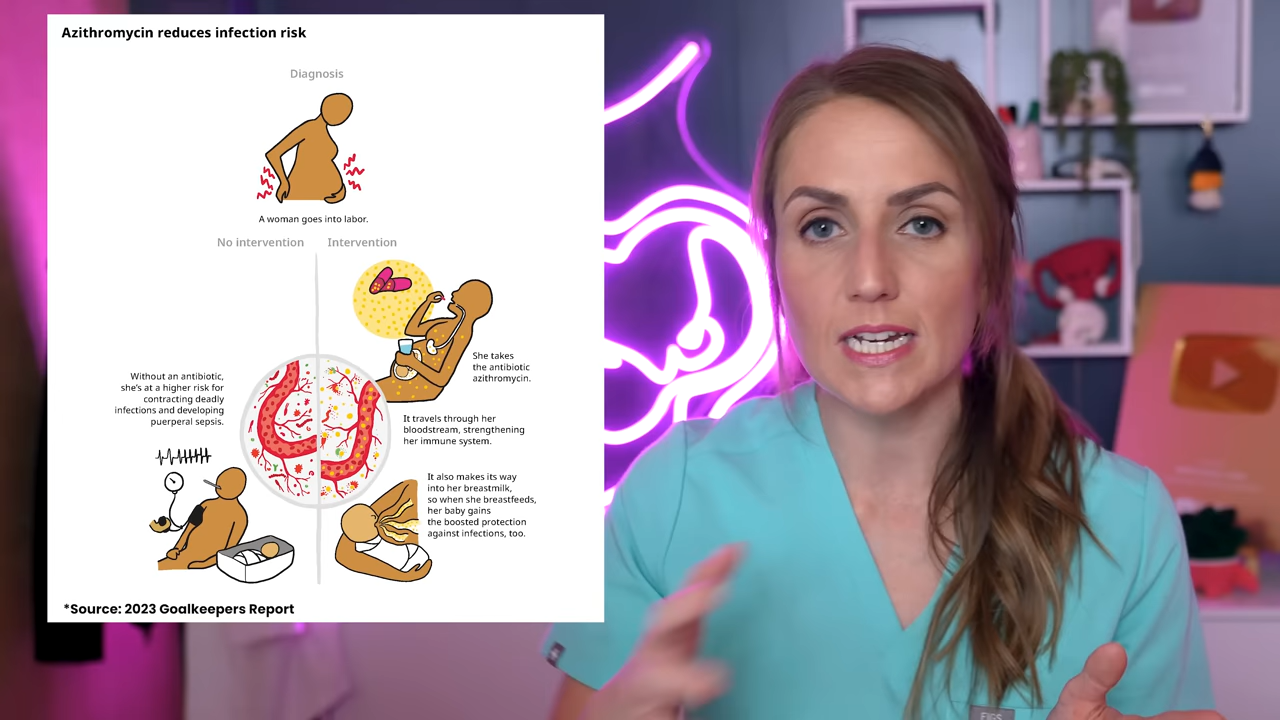 Azithromycin reduces infection risk
Diagnosis
A woman goes into labor.
No intervention
Intervention
She takes
the antibiotic
azithromycin.
Without an antibiotic,
she's at a higher risk for
contracting deadly
infections and developing
puerperal sepsis.
It travels through her
bloodstream, strengthening
her immune system.
It also makes its way
into her breastmilk,
so when she breastfeeds,
her baby gains
the boosted protection
against infections, too.
*Source: 2023 Goalkeepers Report
FIGS